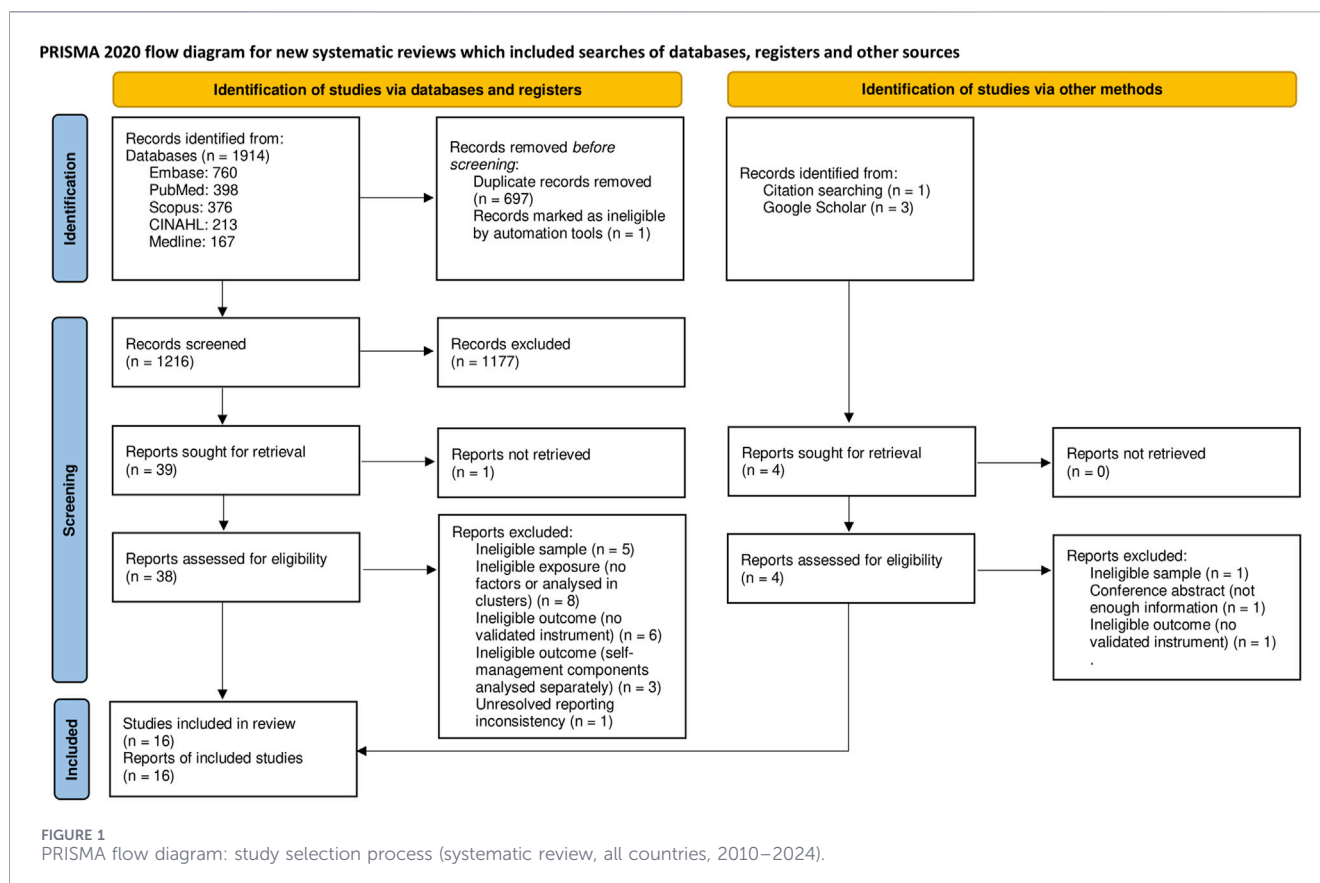 PRISMA 2020 flow diagram for new systematic reviews which included searches of databases, registers and other sources
Identification of studies via databases and registers
Identification of studies via other methods
Identification
Records identified from:
Databases (n = 1914)
Embase: 760
PubMed: 398
Scopus: 376
CINAHL: 213
Medline: 167
Records removed before
screening:
Duplicate records removed
(n = 697)
Records marked as ineligible
by automation tools (n = 1)
Records identified from:
Citation searching (n = 1)
Google Scholar (n = 3)
Screening
Records screened
(n = 1216)
Records excluded
(n = 1177)
Reports sought for retrieval
(n = 39)
Reports not retrieved
(n = 1)
Reports sought for retrieval
(n = 4)
Reports not retrieved
(n = 0)
Reports assessed for eligibility
(n = 38)
Reports excluded:
Ineligible sample (n = 5)
Ineligible exposure (no
factors or analysed in
clusters) (n = 8)
Ineligible outcome (no
validated instrument) (n = 6)
Ineligible outcome (self-
management components
analysed separately) (n = 3)
Unresolved reporting
inconsistency (n = 1)
Reports assessed for eligibility
(n = 4)
Reports excluded:
Ineligible sample (n = 1)
Conference abstract (not
enough information (n = 1)
Ineligible outcome (no
validated instrument) (n = 1)
.
Included
Studies included in review
(n = 16)
Reports of included studies
(n = 16)
FIGURE 1
PRISMA flow diagram: study selection process (systematic review, all countries, 2010–2024).